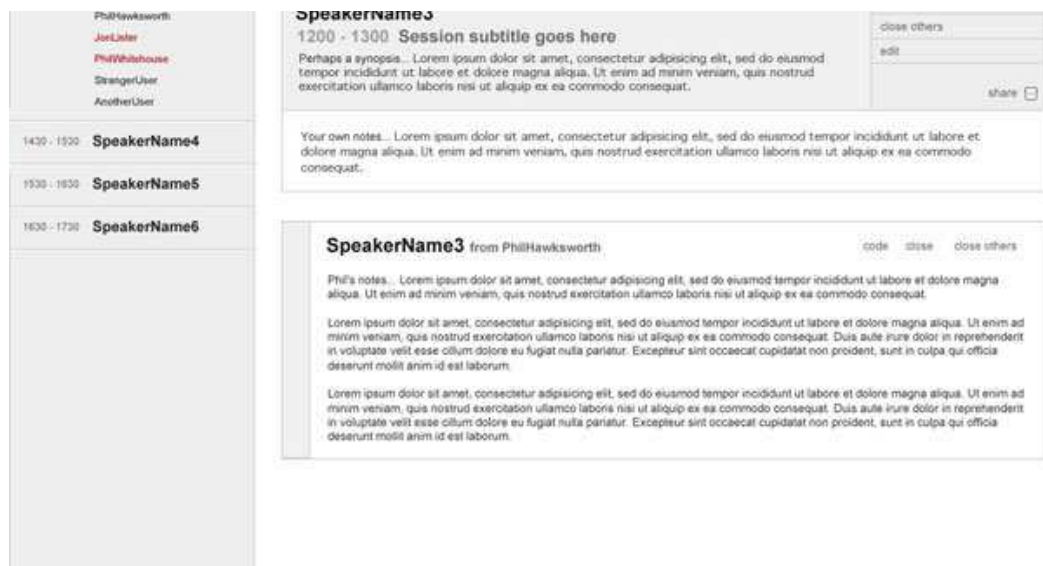 PhilHawksworth
JonLister
PhilWhitehouse
StrangerUser
AnotherUser
1430 - 1530 SpeakerName4
1530 - 1630 SpeakerName5
1630 - 1730 SpeakerName6
SpeakerName3
1200 - 1300 Session subtitle goes here
Perhaps a synopsis... Lorem ipsum dolor sit amet, consectetur adipisicing elit, sed do eiusmod
tempor incididunt ut labore et dolore magna aliqua. Ut enim ad minim veniam, quis nostrud
exercitation ullamco laboris nisi ut aliquip ex ea commodo consequat.
close others
edit
share
Your own notes... Lorem ipsum dolor sit amet, consectetur adipisicing elit, sed do eiusmod tempor incididunt ut labore et
dolore magna aliqua. Ut enim ad minim veniam, quis nostrud exercitation ullamco laboris nisi ut aliquip ex ea commodo
consequat.
SpeakerName3 from PhilHawksworth
code close close others
Phil's notes... Lorem ipsum dolor sit amet, consectetur adipisicing elit, sed do eiusmod tempor incididunt ut labore et dolore magna
aliqua. Ut enim ad minim veniam, quis nostrud exercitation ullamco laboris nisi ut aliquip ex ea commodo consequat.
Lorem ipsum dolor sit amet, consectetur adipisicing elit, sed do eiusmod tempor incididunt ut labore et dolore magna aliqua. Ut enim ad
minim veniam, quis nostrud exercitation ullamco laboris nisi ut aliquip ex ea commodo consequat. Duis aute irure dolor in reprehenderit
in voluptate velit esse cillum dolore eu fugiat nulla pariatur. Excepteur sint occaecat cupidatat non proident, sunt in culpa qui officia
deserunt mollit anim id est laborum.
Lorem ipsum dolor sit amet, consectetur adipisicing elit, sed do eiusmod tempor incididunt ut labore et dolore magna aliqua. Ut enim ad
minim veniam, quis nostrud exercitation ullamco laboris nisi ut aliquip ex ea commodo consequat. Duis aute irure dolor in reprehenderit
in voluptate velit esse cillum dolore eu fugiat nulla pariatur. Excepteur sint occaecat cupidatat non proident, sunt in culpa qui officia
deserunt mollit anim id est laborum.